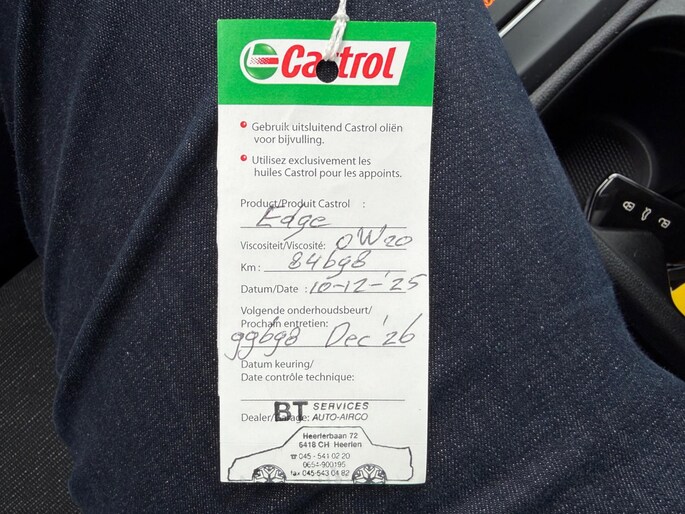 Castrol
Gebruik uitsluitend Castrol oliën
voor bijvulling.
Utilisez exclusivement les
huiles Castrol pour les appoints.
Product/Produit Castrol :
Edge
Viscositeit/Viscosité: 0W20
Km : 84698
Datum/Date : 10-12-'25
Volgende onderhoudsbeurt/
Prochain entretien:
99698 Dec '26
Datum keuring/
Date contrôle technique:
BT SERVICES
Dealer/Garage: AUTO-AIRCO
Heerlerbaan 72
6418 CH Heerlen
☎ 045 - 541 02 20
0654-900195
fax 045-543 04 82